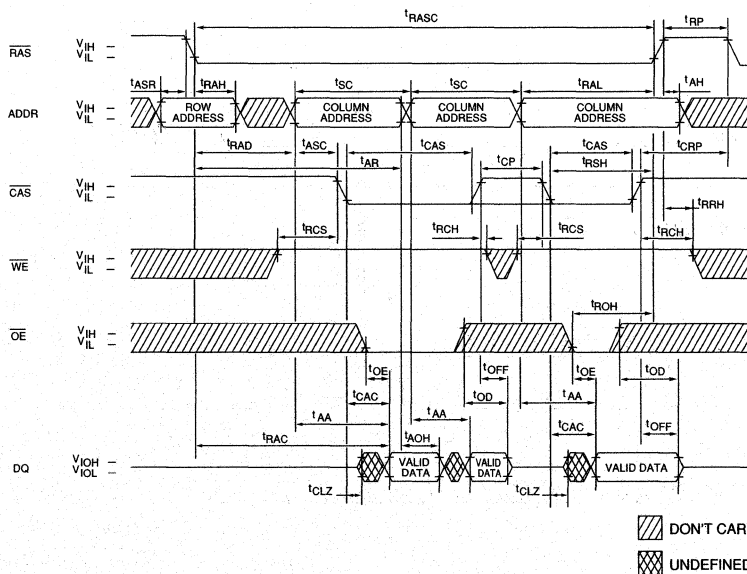 tRASC
tRP
RAS
VIH
VIL
tASR
tRAH
tSC
tSC
tRAL
tAH
ADDR
VIH
VIL
ROW
ADDRESS
COLUMN
ADDRESS
COLUMN
ADDRESS
COLUMN
ADDRESS
tRAD
tASC
tCAS
tCP
tCAS
tCRP
tAR
tRSH
CAS
VIH
VIL
tRRH
tRCS
tRCH
tRCS
tRCH
WE
VIH
VIL
tROH
OE
VIH
VIL
tOE
tOFF
tOE
tOD
tCAC
tOD
tAA
tAA
tAA
tCAC
tOFF
tRAC
tAOH
DQ
VIOH
VIOL
VALID
DATA
VALID
DATA
VALID DATA
tCLZ
tCLZ
DON'T CAR
UNDEFINED